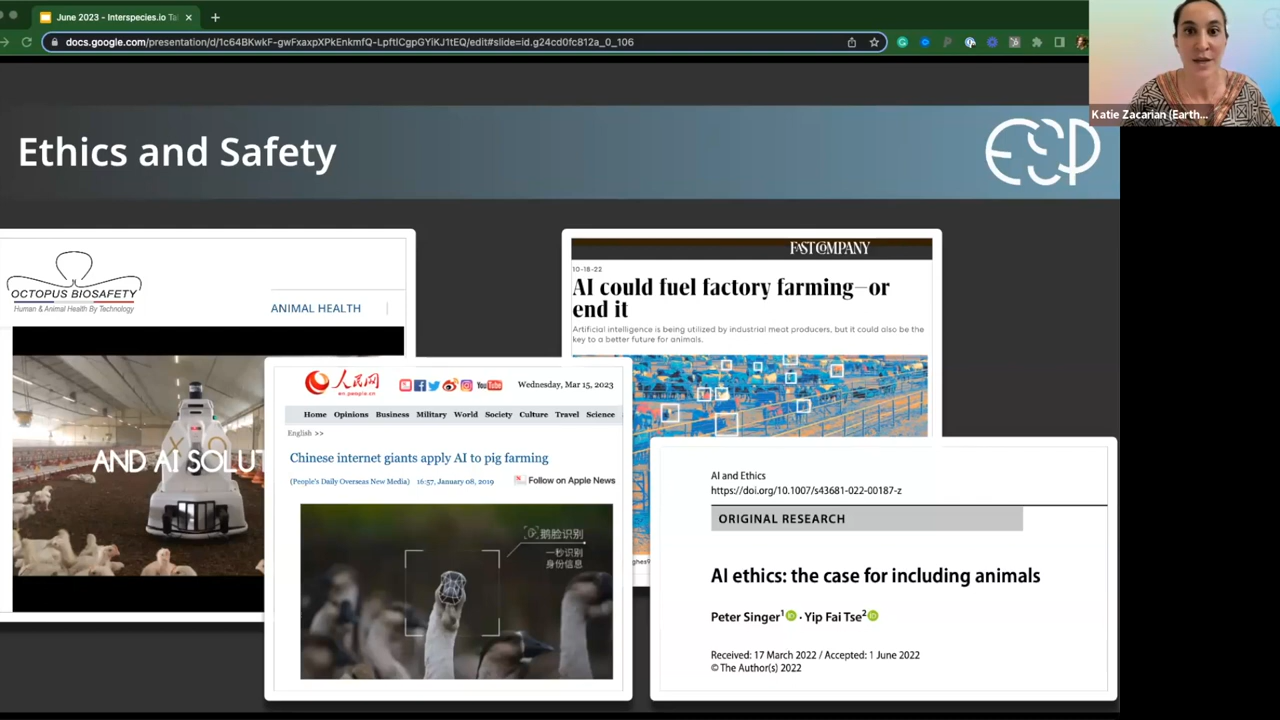 June 2023 - Interspecies.io Ta
docs.google.com/presentation/d/1c64BKwkF-gwFxaxpXPkEnkmfQ-LpftlCgpGYiKJ1tEQ/edit#slide=id.g24cd0fc812a_0_106
Katie Zacarian (Earth...
Ethics and Safety
ESP
OCTOPUS BIOSAFETY
Human & Animal Health By Technology
ANIMAL HEALTH
AND AI SOLUT
FAST COMPANY
10-18-22
AI could fuel factory farming—or
end it
Artificial intelligence is being utilized by industrial meat producers, but it could also be the
key to a better future for animals.
人民网
en.people.cn
YouTube
Wednesday, Mar 15, 2023
Home Opinions Business Military World Society Culture Travel Science
English >>
Chinese internet giants apply AI to pig farming
(People's Daily Overseas New Media) 16:57, January 08, 2019
Follow on Apple News
鹅脸识别
一秒识别
身份信息
AI and Ethics
https://doi.org/10.1007/s43681-022-00187-z
ORIGINAL RESEARCH
AI ethics: the case for including animals
Peter Singer1 · Yip Fai Tse2
Received: 17 March 2022 / Accepted: 1 June 2022
© The Author(s) 2022